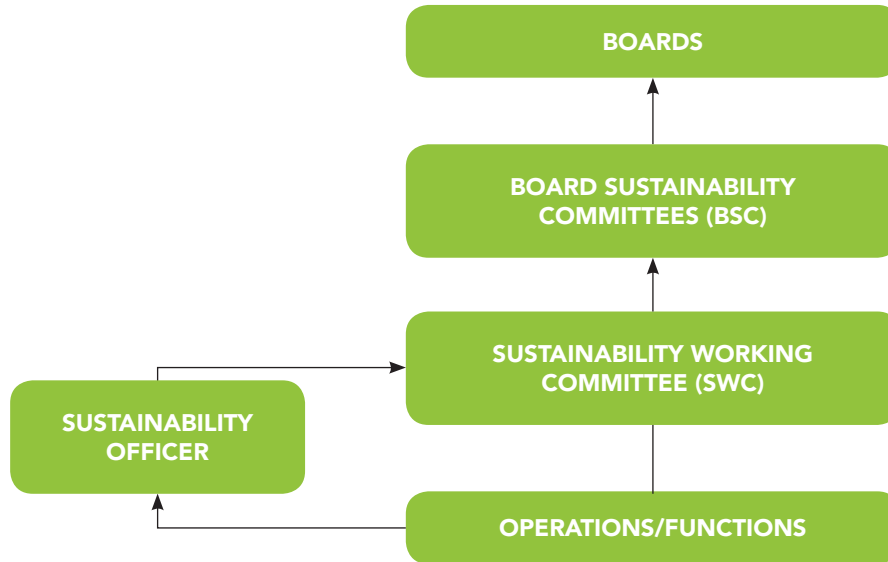 BOARDS
BOARD SUSTAINABILITY
COMMITTEES (BSC)
SUSTAINABILITY WORKING
COMMITTEE (SWC)
SUSTAINABILITY
OFFICER
OPERATIONS/FUNCTIONS